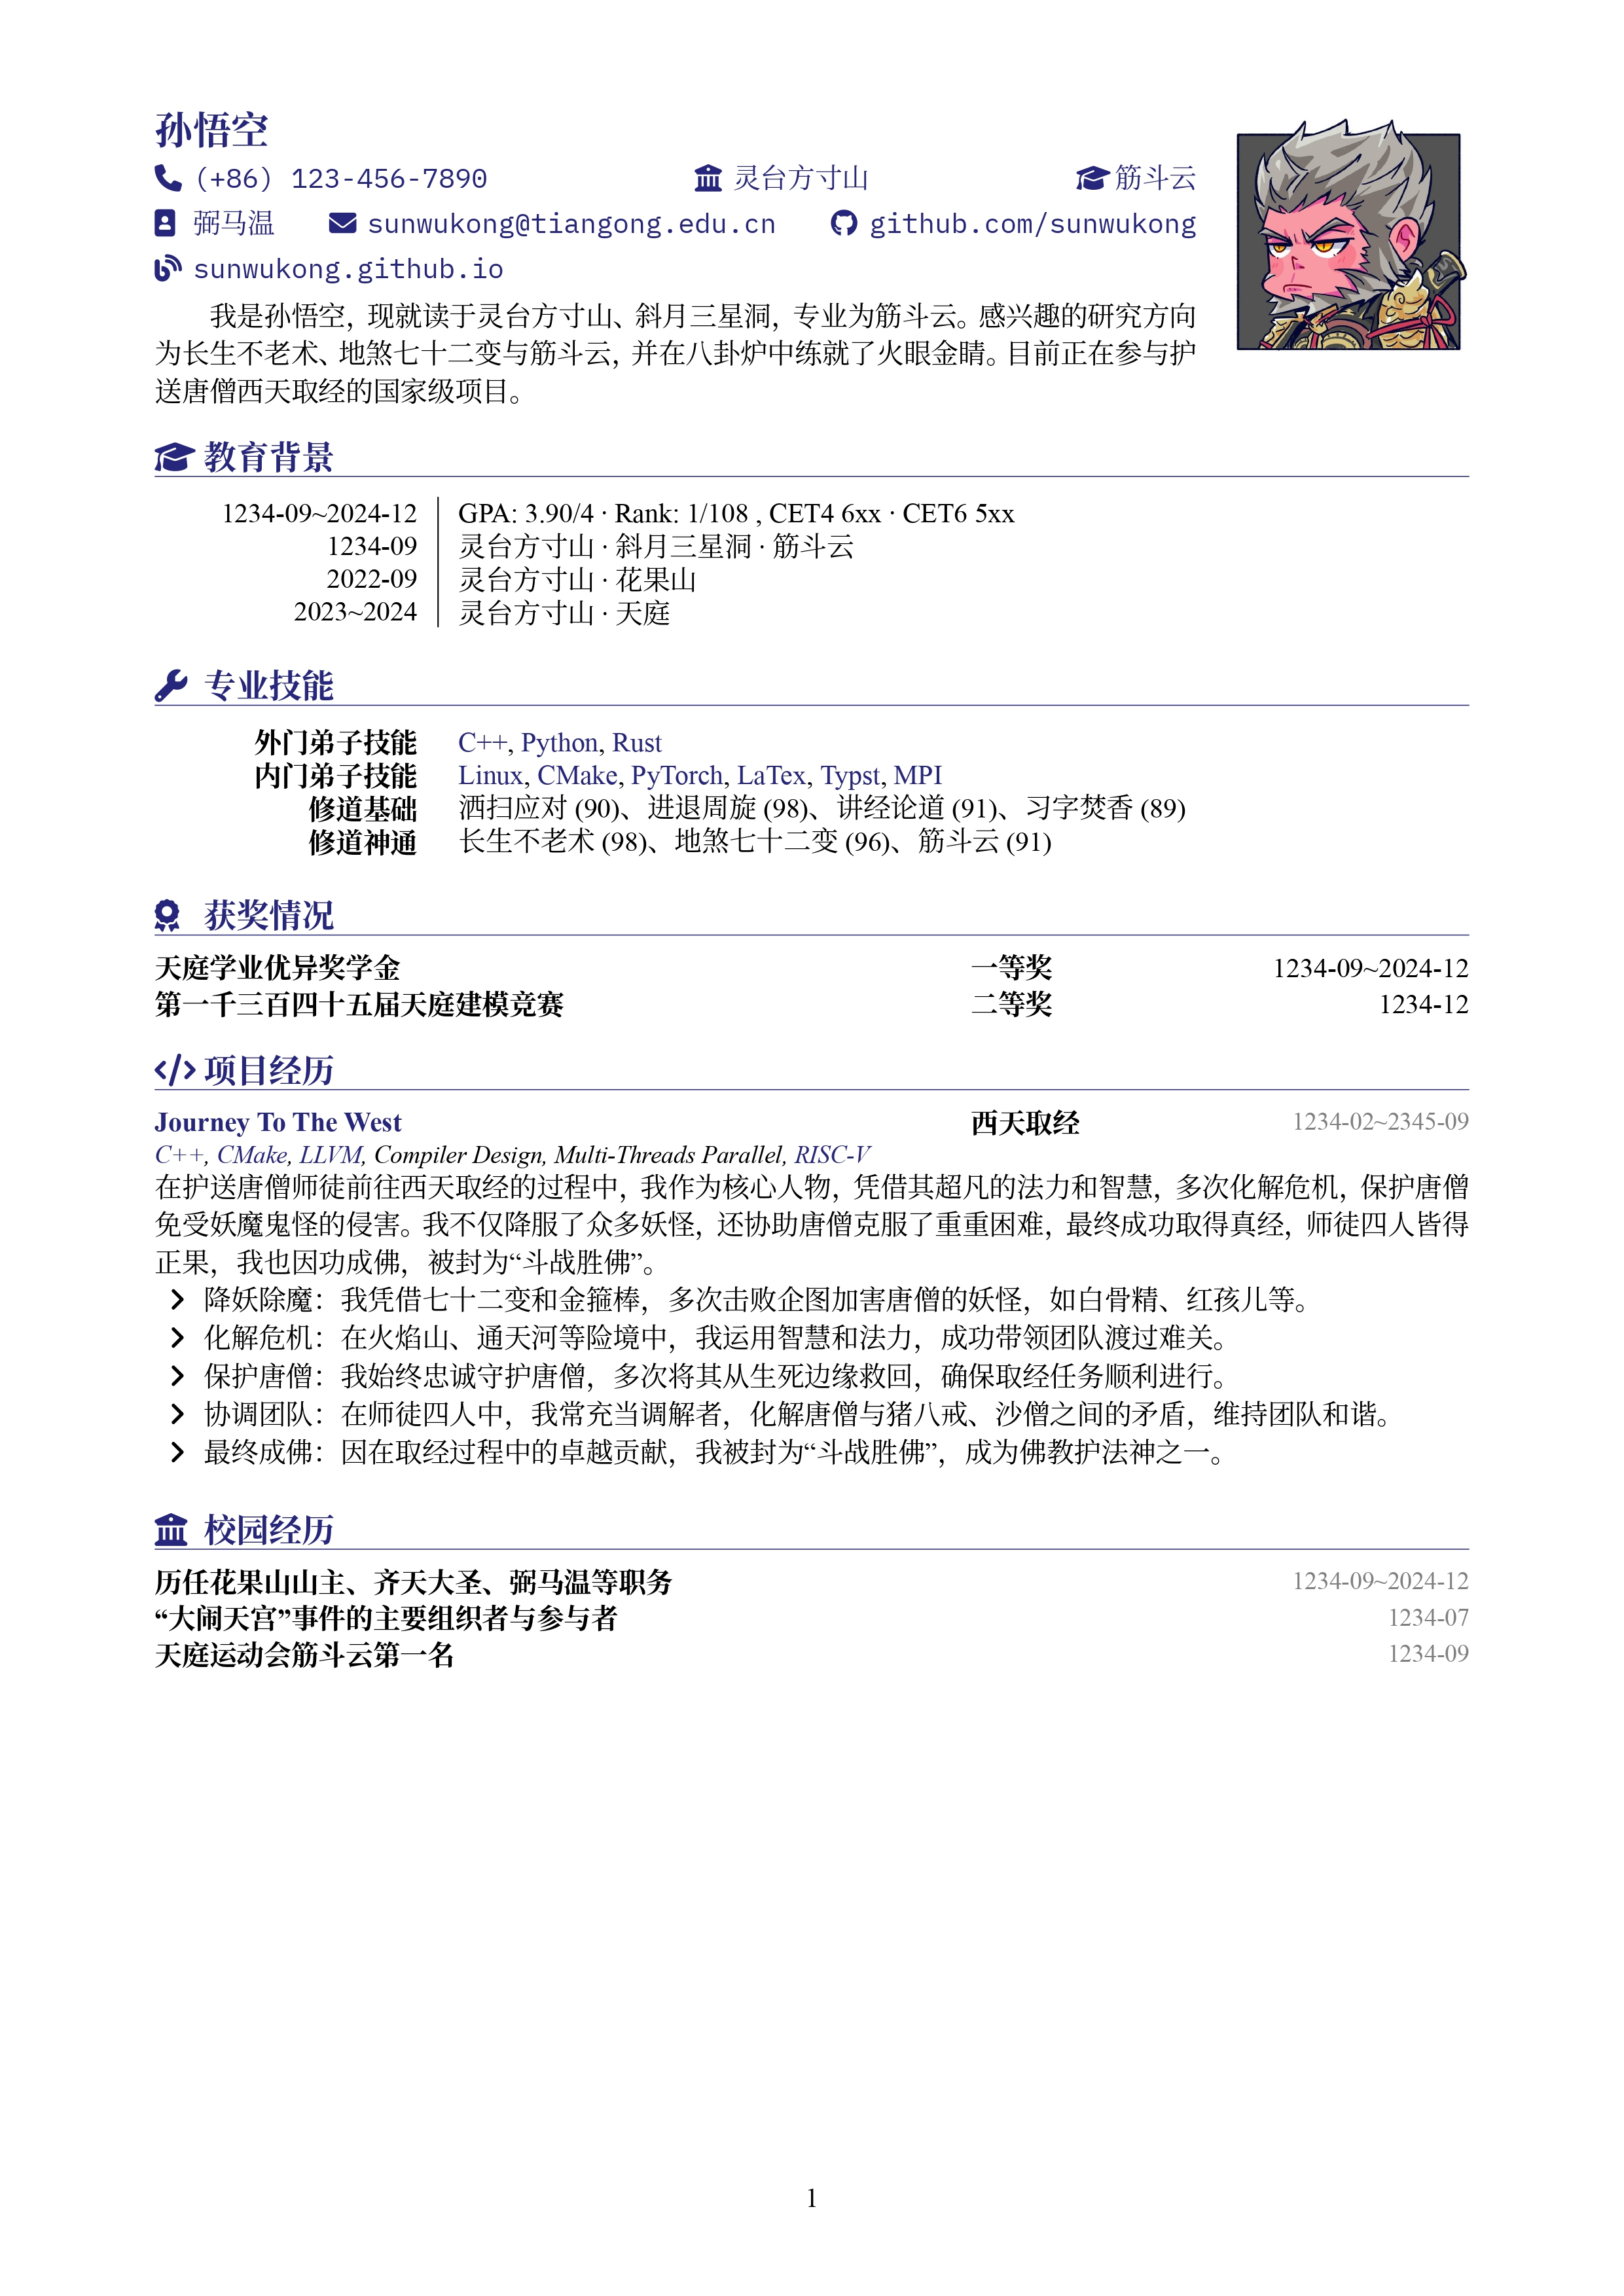 孙悟空
(+86) 123-456-7890 灵台方寸山 筋斗云
弼马温 sunwukong@tiangong.edu.cn github.com/sunwukong
sunwukong.github.io
我是孙悟空，现就读于灵台方寸山、斜月三星洞，专业为筋斗云。感兴趣的研究方向
为长生不老术、地煞七十二变与筋斗云，并在八卦炉中练就了火眼金睛。目前正在参与护
送唐僧西天取经的国家级项目。
教育背景
1234-09~2024-12 GPA: 3.90/4 · Rank: 1/108 , CET4 6xx · CET6 5xx
1234-09 灵台方寸山 · 斜月三星洞 · 筋斗云
2022-09 灵台方寸山 · 花果山
2023~2024 灵台方寸山 · 天庭
专业技能
外门弟子技能 C++, Python, Rust
内门弟子技能 Linux, CMake, PyTorch, LaTex, Typst, MPI
修道基础 洒扫应对 (90)、进退周旋 (98)、讲经论道 (91)、习字焚香 (89)
修道神通 长生不老术 (98)、地煞七十二变 (96)、筋斗云 (91)
获奖情况
天庭学业优异奖学金 一等奖 1234-09~2024-12
第一千三百四十五届天庭建模竞赛 二等奖 1234-12
项目经历
Journey To The West 西天取经 1234-02~2345-09
C++, CMake, LLVM, Compiler Design, Multi-Threads Parallel, RISC-V
在护送唐僧师徒前往西天取经的过程中，我作为核心人物，凭借其超凡的法力和智慧，多次化解危机，保护唐僧
免受妖魔鬼怪的侵害。我不仅降服了众多妖怪，还协助唐僧克服了重重困难，最终成功取得真经，师徒四人皆得
正果，我也因功成佛，被封为“斗战胜佛”。
降妖除魔：我凭借七十二变和金箍棒，多次击败企图加害唐僧的妖怪，如白骨精、红孩儿等。
化解危机：在火焰山、通天河等险境中，我运用智慧和法力，成功带领团队渡过难关。
保护唐僧：我始终忠诚守护唐僧，多次将其从生死边缘救回，确保取经任务顺利进行。
协调团队：在师徒四人中，我常充当调解者，化解唐僧与猪八戒、沙僧之间的矛盾，维持团队和谐。
最终成佛：因在取经过程中的卓越贡献，我被封为“斗战胜佛”，成为佛教护法神之一。
校园经历
历任花果山山主、齐天大圣、弼马温等职务 1234-09~2024-12
“大闹天宫”事件的主要组织者与参与者 1234-07
天庭运动会筋斗云第一名 1234-09
1